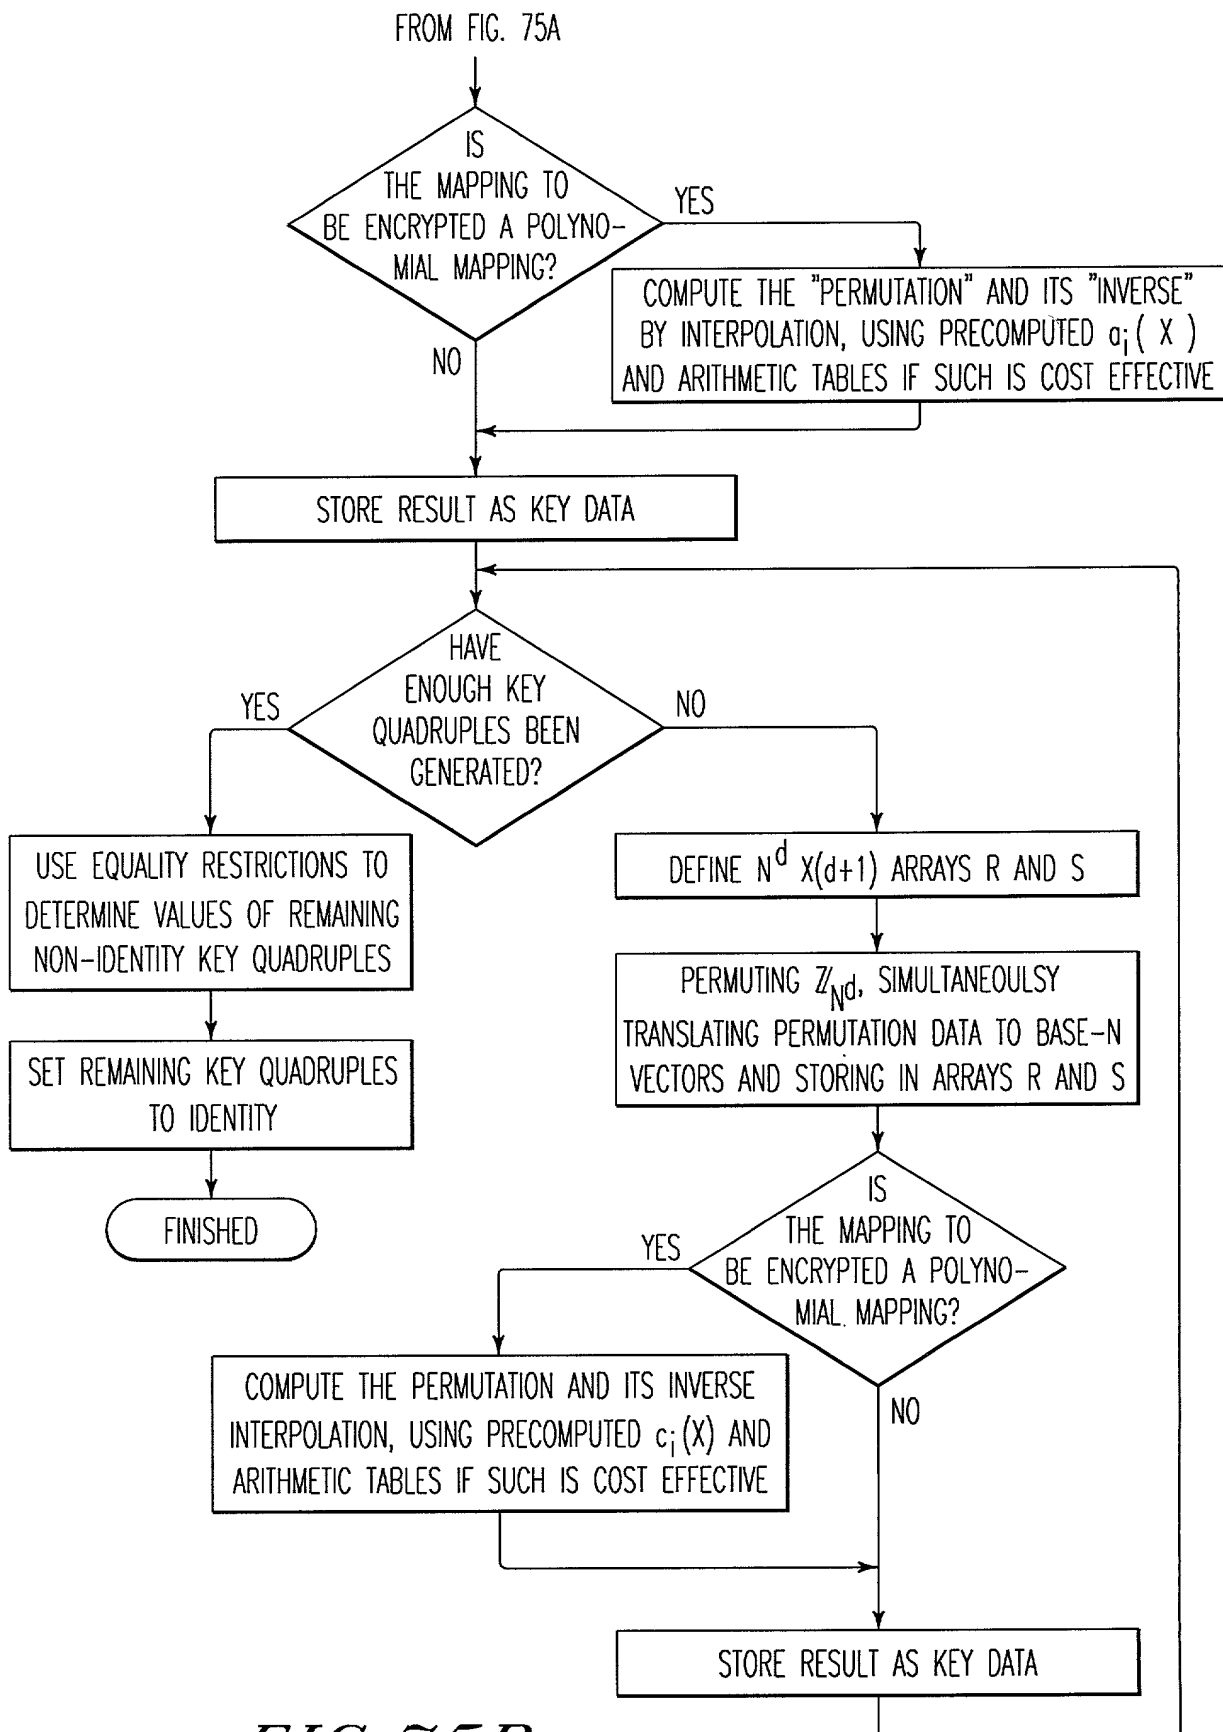 FROM FIG. 75A
IS
THE MAPPING TO
BE ENCRYPTED A POLYNO-
MIAL MAPPING?
YES
NO
COMPUTE THE "PERMUTATION" AND ITS "INVERSE"
BY INTERPOLATION, USING PRECOMPUTED a_i ( X )
AND ARITHMETIC TABLES IF SUCH IS COST EFFECTIVE
STORE RESULT AS KEY DATA
HAVE
ENOUGH KEY
QUADRUPLES BEEN
GENERATED?
YES
NO
USE EQUALITY RESTRICTIONS TO
DETERMINE VALUES OF REMAINING
NON-IDENTITY KEY QUADRUPLES
SET REMAINING KEY QUADRUPLES
TO IDENTITY
FINISHED
DEFINE N^d X(d+1) ARRAYS R AND S
PERMUTING ℤ_N^d, SIMULTANEOULSY
TRANSLATING PERMUTATION DATA TO BASE-N
VECTORS AND STORING IN ARRAYS R AND S
IS
THE MAPPING TO
BE ENCRYPTED A POLYNO-
MIAL MAPPING?
YES
NO
COMPUTE THE PERMUTATION AND ITS INVERSE
INTERPOLATION, USING PRECOMPUTED c_i (X) AND
ARITHMETIC TABLES IF SUCH IS COST EFFECTIVE
STORE RESULT AS KEY DATA
FIG. 75B